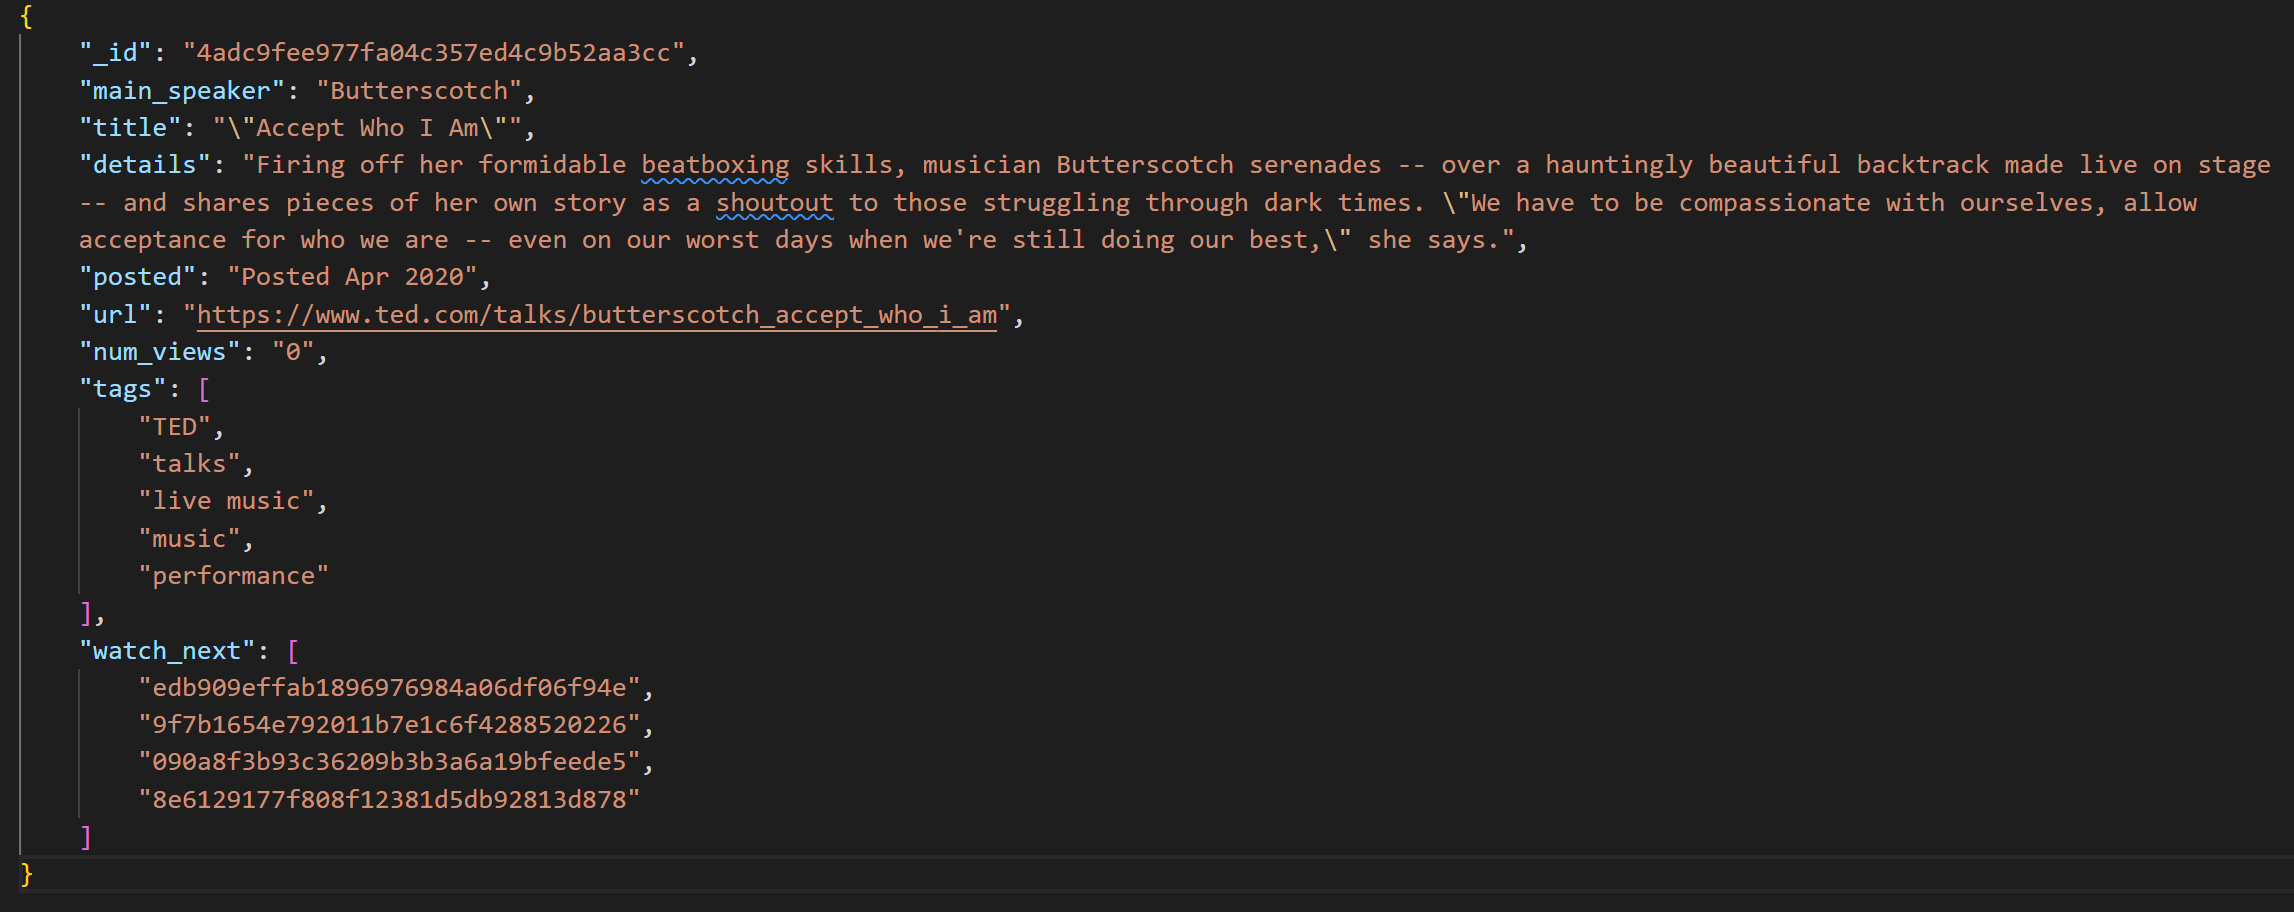 {
"_id": "4adc9fee977fa04c357ed4c9b52aa3cc",
"main_speaker": "Butterscotch",
"title": "\"Accept Who I Am\"",
"details": "Firing off her formidable beatboxing skills, musician Butterscotch serenades -- over a hauntingly beautiful backtrack made live on stage
-- and shares pieces of her own story as a shoutout to those struggling through dark times. \"We have to be compassionate with ourselves, allow
acceptance for who we are -- even on our worst days when we're still doing our best,\" she says.",
"posted": "Posted Apr 2020",
"url": "https://www.ted.com/talks/butterscotch_accept_who_i_am",
"num_views": "0",
"tags": [
"TED",
"talks",
"live music",
"music",
"performance"
],
"watch_next": [
"edb909effab1896976984a06df06f94e",
"9f7b1654e792011b7e1c6f4288520226",
"090a8f3b93c36209b3b3a6a19bfeede5",
"8e6129177f808f12381d5db92813d878"
]
}